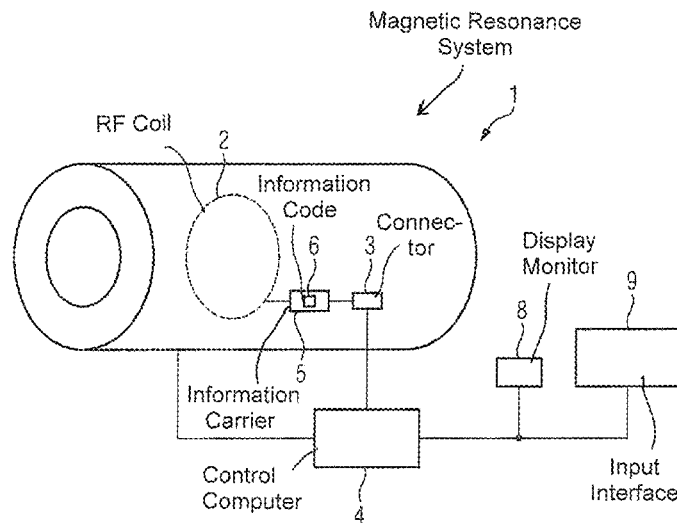 Magnetic Resonance
System
1
RF Coil
2
Information
Code
6
Connec-
tor
3
Display
Monitor
8
9
5
Information
Carrier
Control
Computer
4
Input
Interface